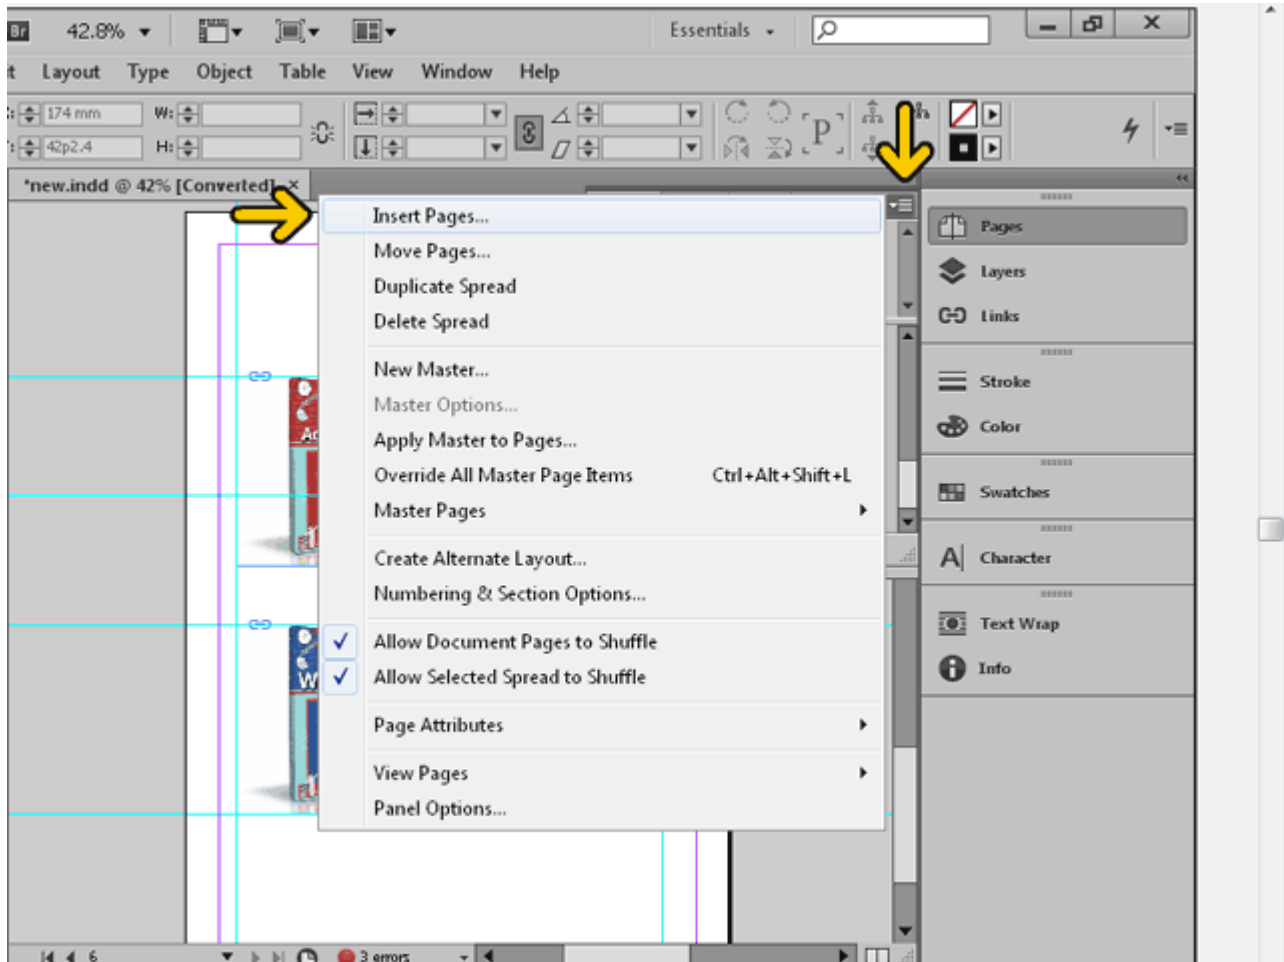 Br 42.8% Essentials
Layout Type Object Table View Window Help
174 mm W:
42p2.4 H:
P
*new.indd @ 42% [Converted] ×
Insert Pages...
Move Pages...
Duplicate Spread
Delete Spread
New Master...
Master Options...
Apply Master to Pages...
Override All Master Page Items Ctrl+Alt+Shift+L
Master Pages
Create Alternate Layout...
Numbering & Section Options...
Allow Document Pages to Shuffle
Allow Selected Spread to Shuffle
Page Attributes
View Pages
Panel Options...
Pages
Layers
Links
Stroke
Color
Swatches
A Character
Text Wrap
Info
6 3 errors